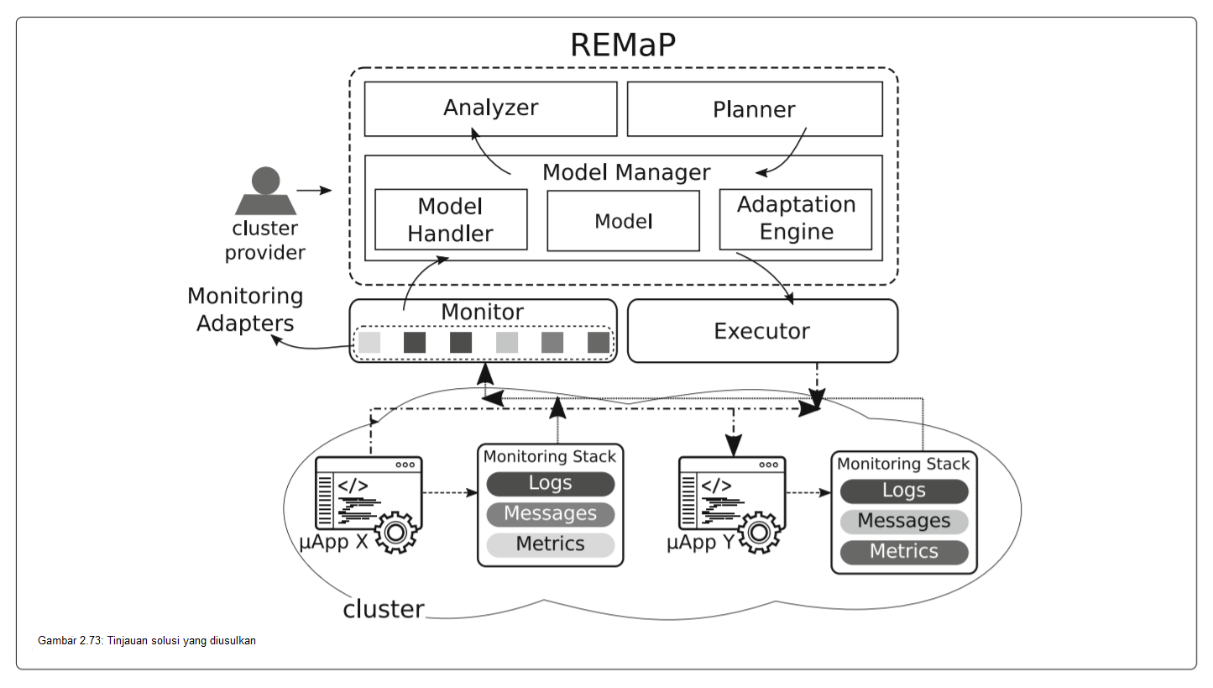 REMaP
Analyzer
Planner
Model Manager
Model
Handler
Model
Adaptation
Engine
cluster
provider
Monitoring
Adapters
Monitor
Executor
</>
µApp X
Monitoring Stack
Logs
Messages
Metrics
</>
µApp Y
Monitoring Stack
Logs
Messages
Metrics
cluster
Gambar 2.73: Tinjauan solusi yang diusulkan